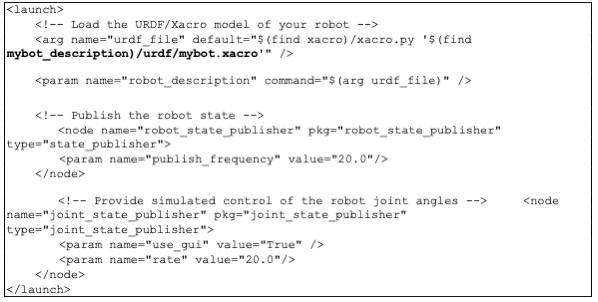 <launch>
<!-- Load the URDF/Xacro model of your robot -->
<arg name="urdf_file" default="$(find xacro)/xacro.py '$(find
mybot_description)/urdf/mybot.xacro'" />
<param name="robot_description" command="$(arg urdf_file)" />
<!-- Publish the robot state -->
<node name="robot_state_publisher" pkg="robot_state_publisher"
type="state_publisher">
<param name="publish_frequency" value="20.0"/>
</node>
<!-- Provide simulated control of the robot joint angles --> <node
name="joint_state_publisher" pkg="joint_state_publisher"
type="joint_state_publisher">
<param name="use_gui" value="True" />
<param name="rate" value="20.0"/>
</node>
</launch>